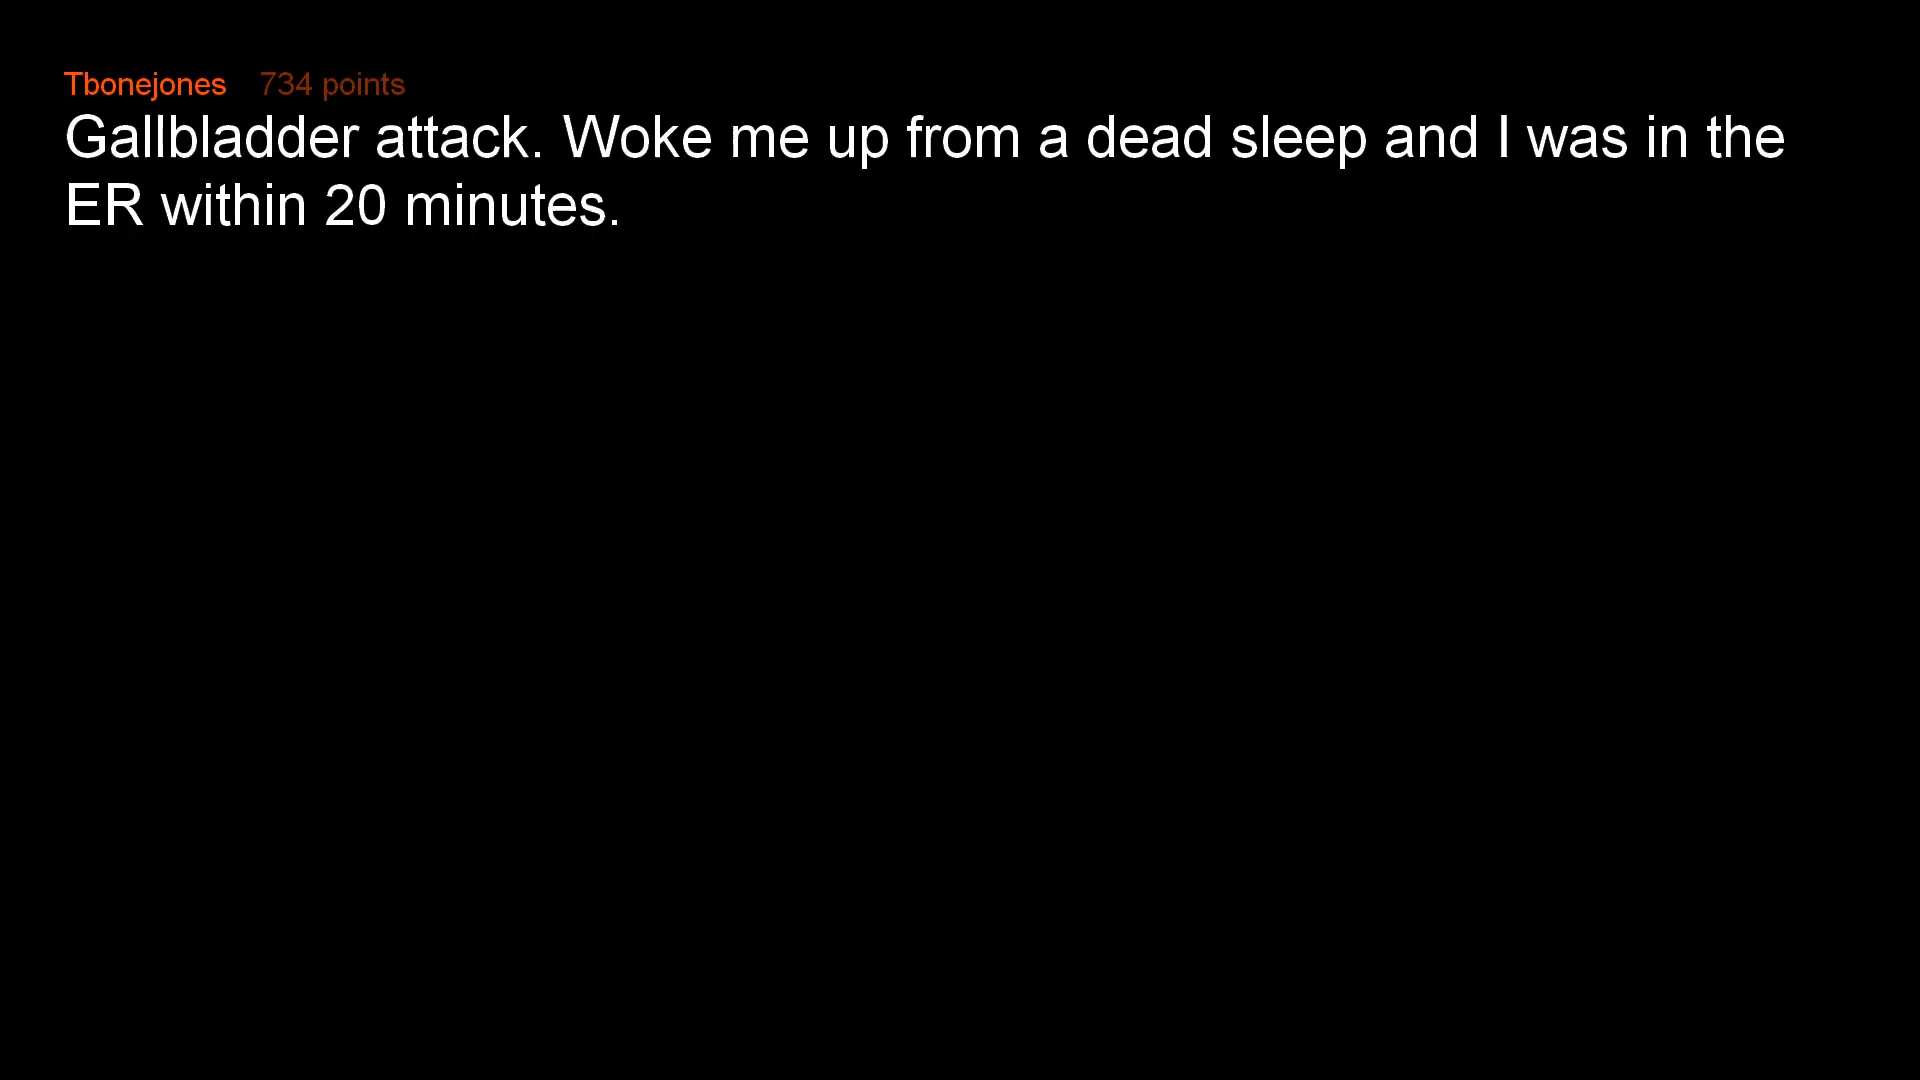 Tbonejones 734 points
Gallbladder attack. Woke me up from a dead sleep and I was in the
ER within 20 minutes.